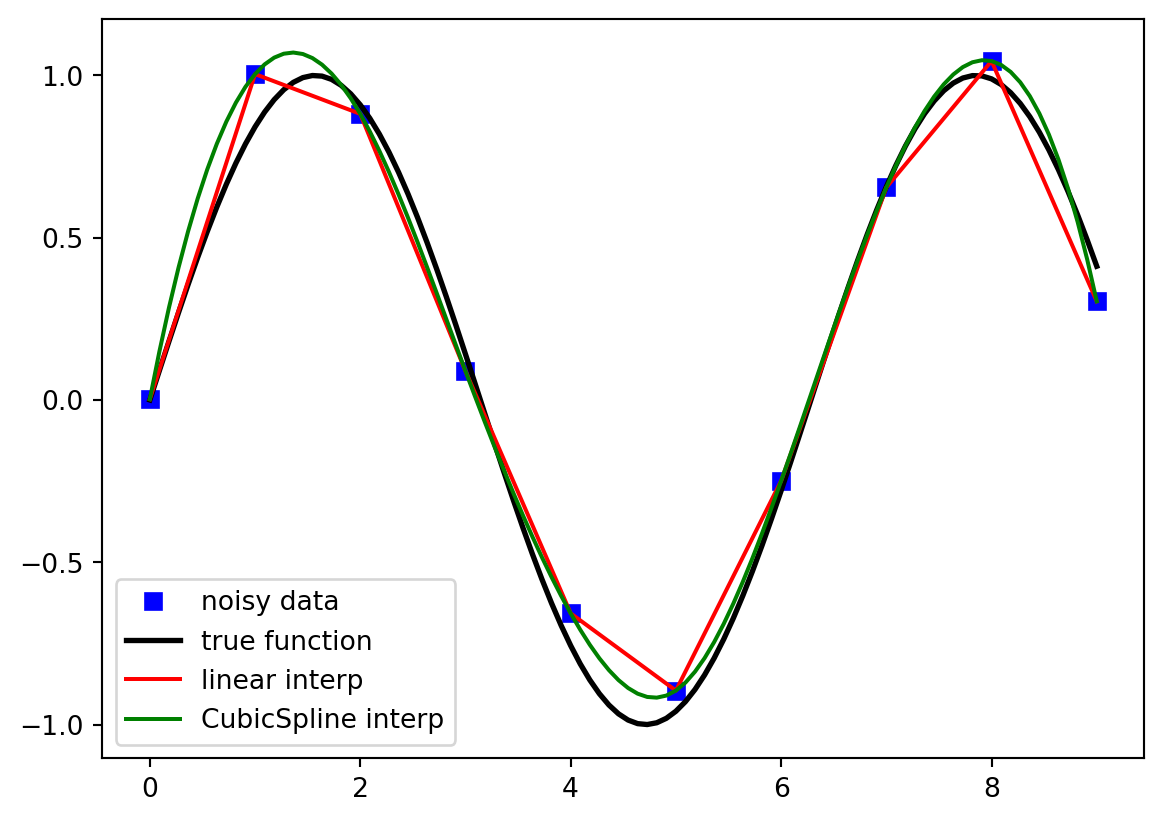 1.0
0.5
0.0
−0.5
−1.0
noisy data
true function
linear interp
CubicSpline interp
0 2 4 6 8